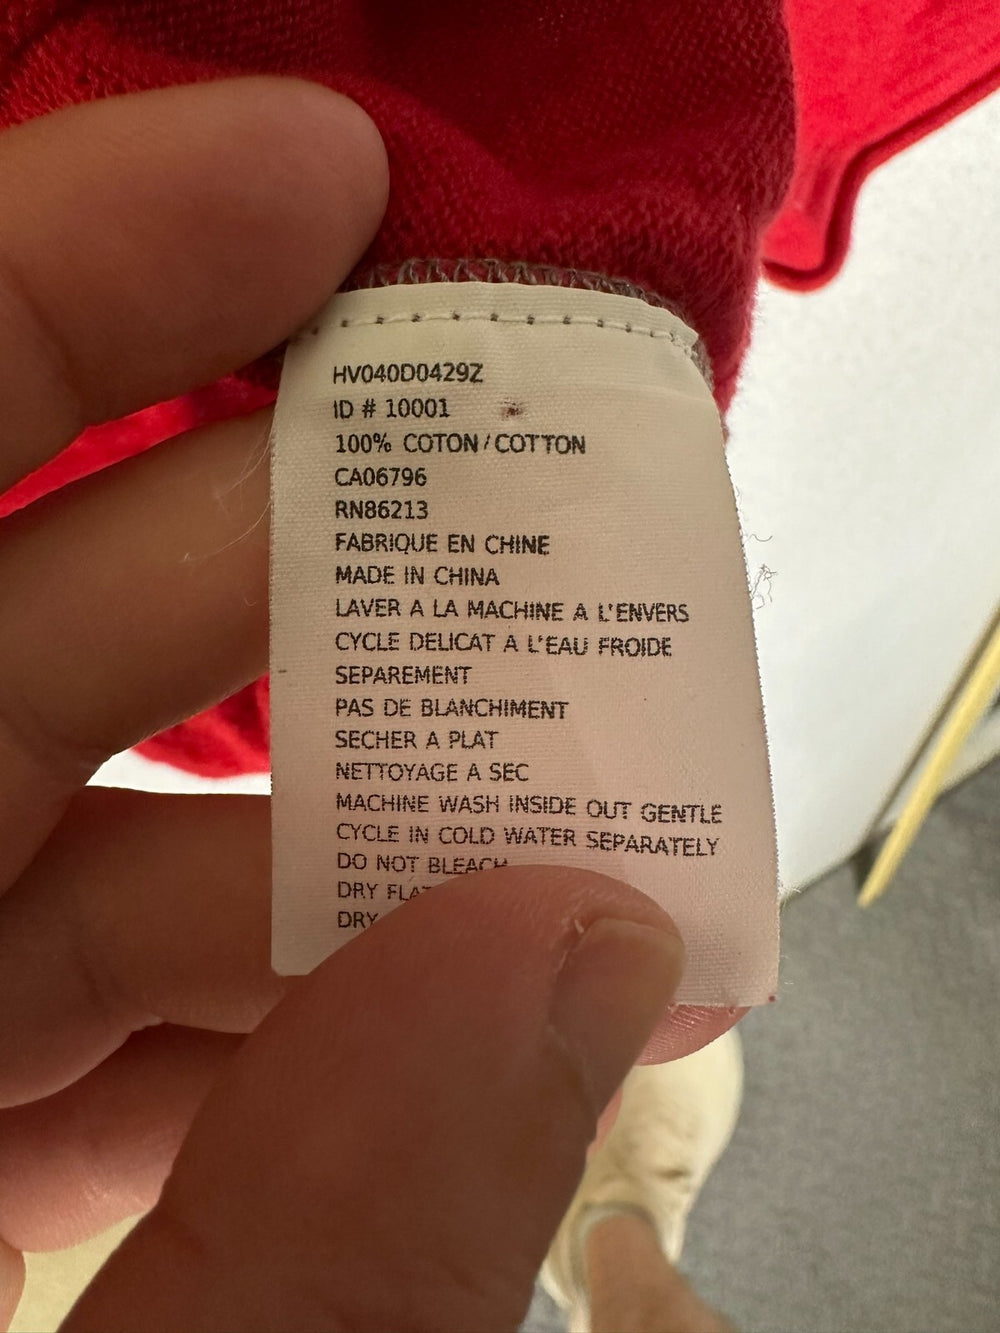 HV040D0429Z
ID # 10001
100% COTON/COTTON
CA06796
RN86213
FABRIQUE EN CHINE
MADE IN CHINA
LAVER A LA MACHINE A L'ENVERS
CYCLE DELICAT A L'EAU FROIDE
SEPAREMENT
PAS DE BLANCHIMENT
SECHER A PLAT
NETTOYAGE A SEC
MACHINE WASH INSIDE OUT GENTLE
CYCLE IN COLD WATER SEPARATELY
DO NOT BLEACH
DRY FLAT
DRY